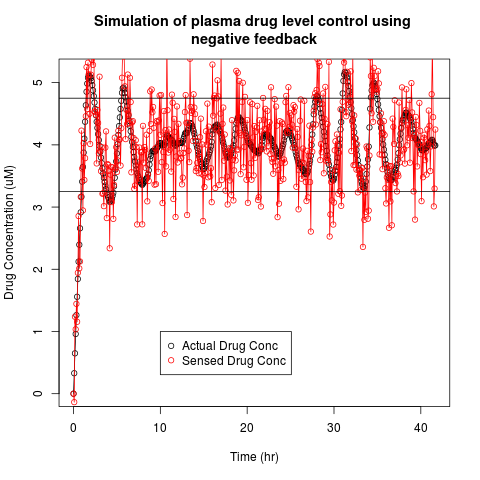 Simulation of plasma drug level control using
negative feedback
5
4
3
2
1
0
Drug Concentration (uM)
Actual Drug Conc
Sensed Drug Conc
0 10 20 30 40
Time (hr)